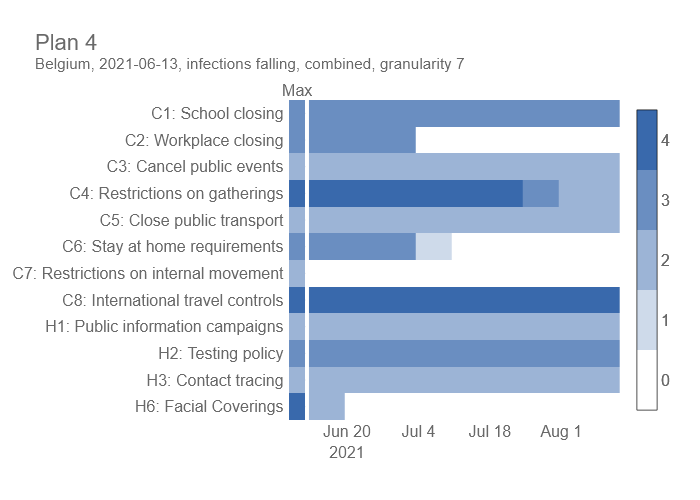 Plan 4
Belgium, 2021-06-13, infections falling, combined, granularity 7
Max
C1: School closing
C2: Workplace closing
C3: Cancel public events
C4: Restrictions on gatherings
C5: Close public transport
C6: Stay at home requirements
C7: Restrictions on internal movement
C8: International travel controls
H1: Public information campaigns
H2: Testing policy
H3: Contact tracing
H6: Facial Coverings
Jun 20 Jul 4 Jul 18 Aug 1
2021
4
3
2
1
0